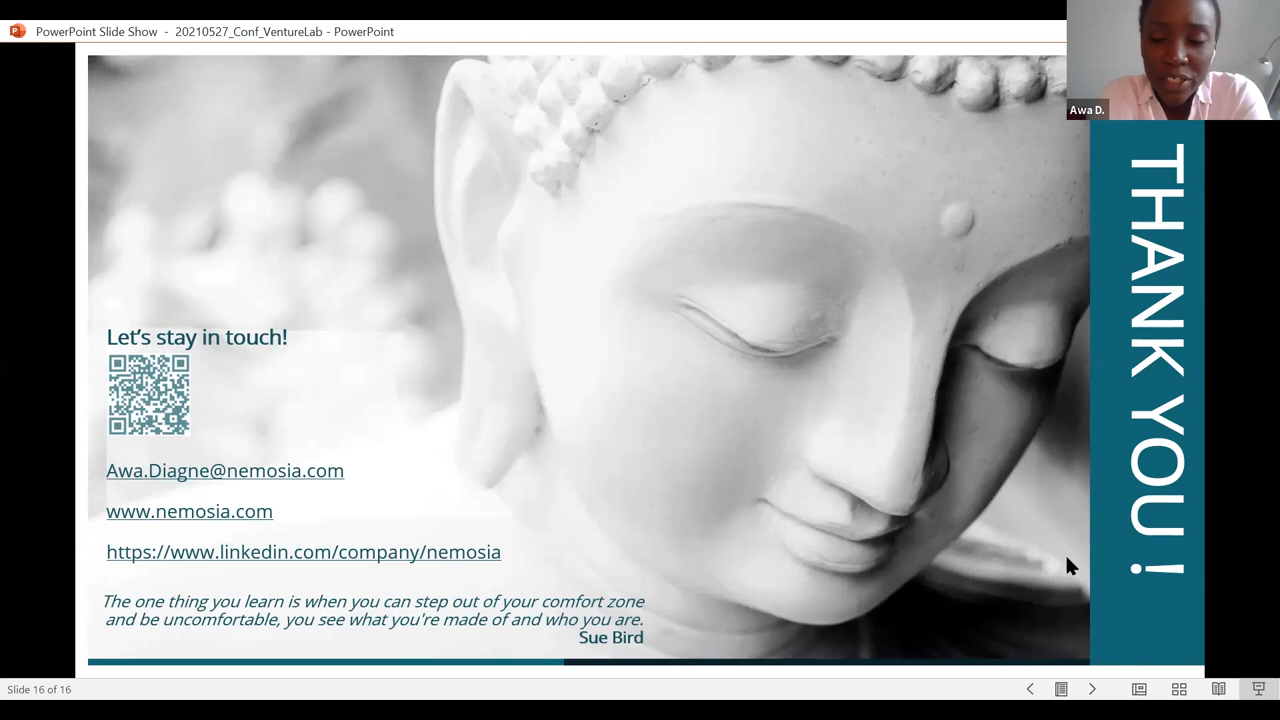 PowerPoint Slide Show - 20210527_Conf_VentureLab - PowerPoint
Awa D.
THANK YOU !
Let’s stay in touch!
Awa.Diagne@nemosia.com
www.nemosia.com
https://www.linkedin.com/company/nemosia
The one thing you learn is when you can step out of your comfort zone
and be uncomfortable, you see what you're made of and who you are.
Sue Bird
Slide 16 of 16